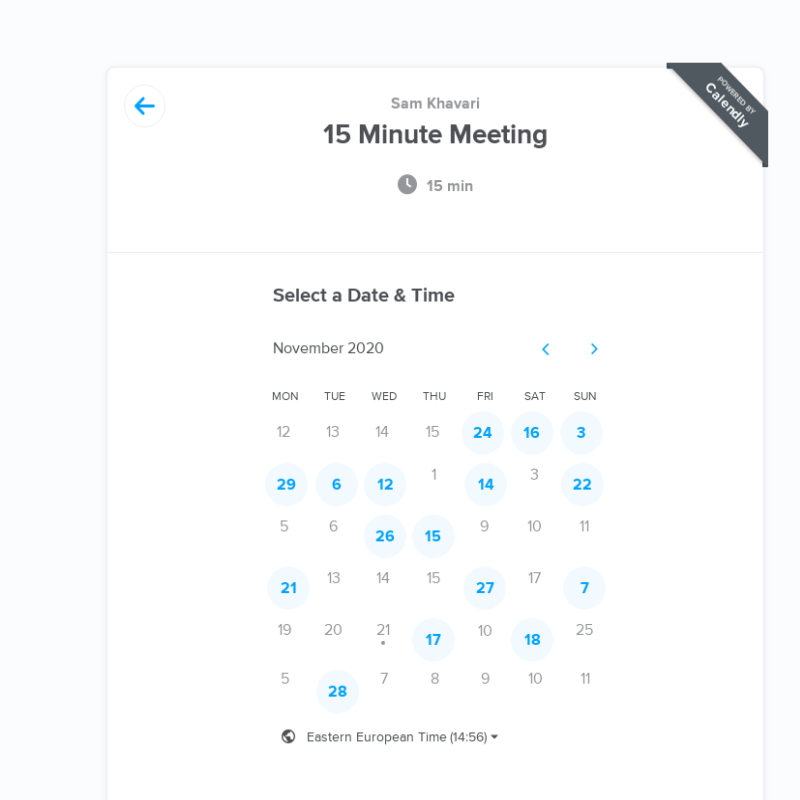 POWERED BY
Calendly
Sam Khavari
15 Minute Meeting
15 min
Select a Date & Time
November 2020
MON TUE WED THU FRI SAT SUN
12 13 14 15 24 16 3
29 6 12 1 14 3 22
5 6 26 15 9 10 11
21 13 14 15 27 17 7
19 20 21 17 10 18 25
5 28 7 8 9 10 11
Eastern European Time (14:56)